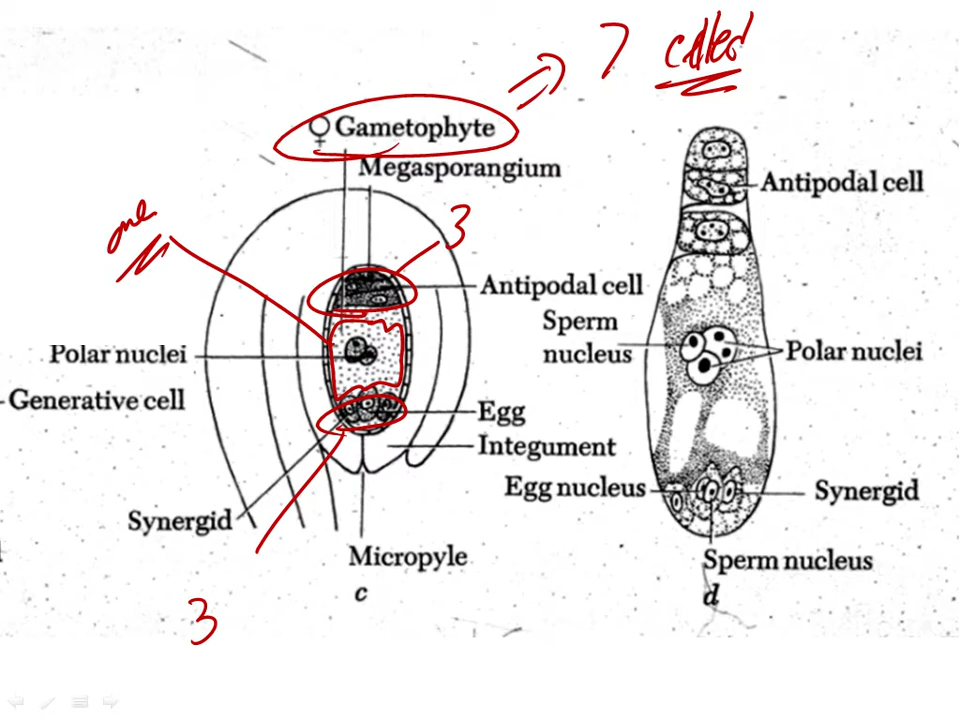 7 celled
♀ Gametophyte
Megasporangium
Antipodal cell
3
one
Antipodal cell
Sperm
nucleus
Polar nuclei
Polar nuclei
Generative cell
Egg
Integument
Egg nucleus
Synergid
Synergid
Micropyle
Sperm nucleus
c
d
3